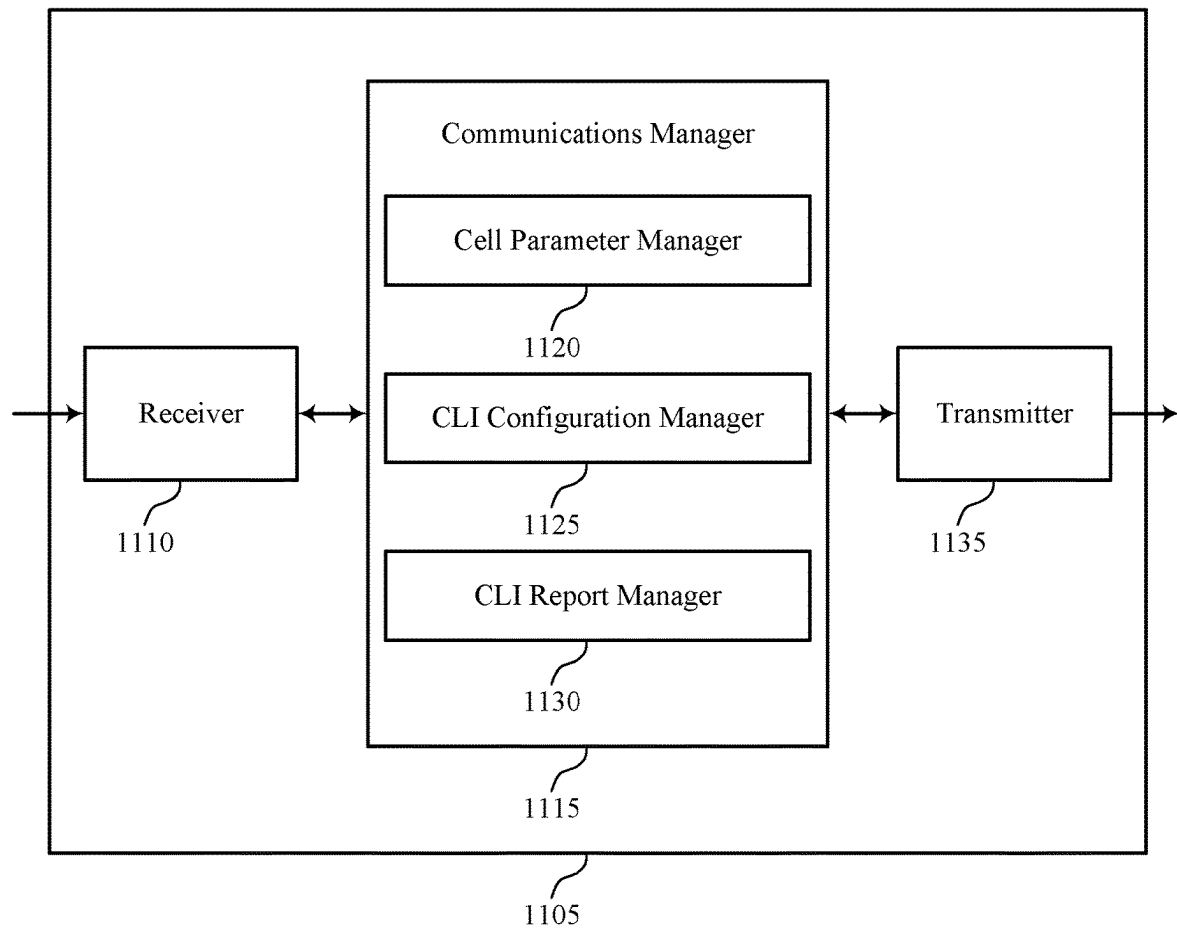 Communications Manager
Cell Parameter Manager
1120
Receiver
CLI Configuration Manager
Transmitter
1110
1125
1135
CLI Report Manager
1130
1115
1105